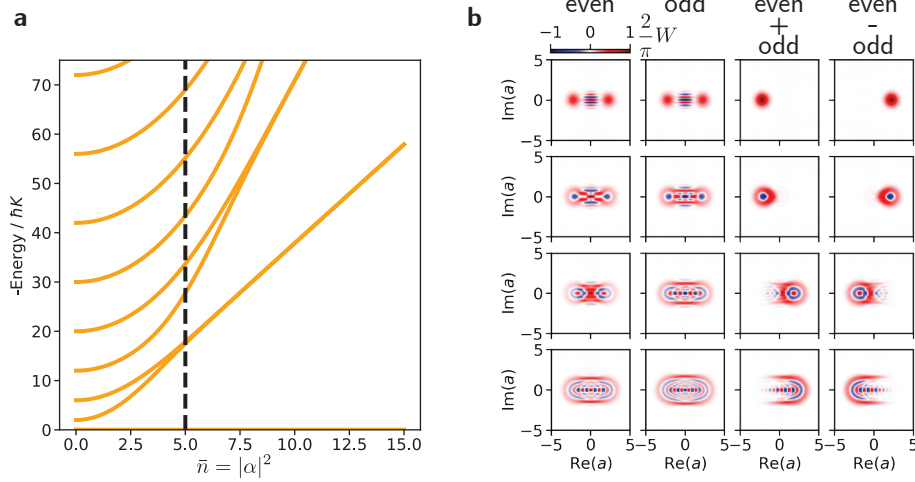 a
-Energy / ħK
70
60
50
40
30
20
10
0
0.0 2.5 5.0 7.5 10.0 12.5 15.0
n̄ = |α|²
b
even odd even + odd even - odd
−1 0 1 2/π W
Im(a) 5 0 −5
Im(a) 5 0 −5
Im(a) 5 0 −5
Im(a) 5 0 −5
−5 0 5 −5 0 5 −5 0 5 −5 0 5
Re(a) Re(a) Re(a) Re(a)